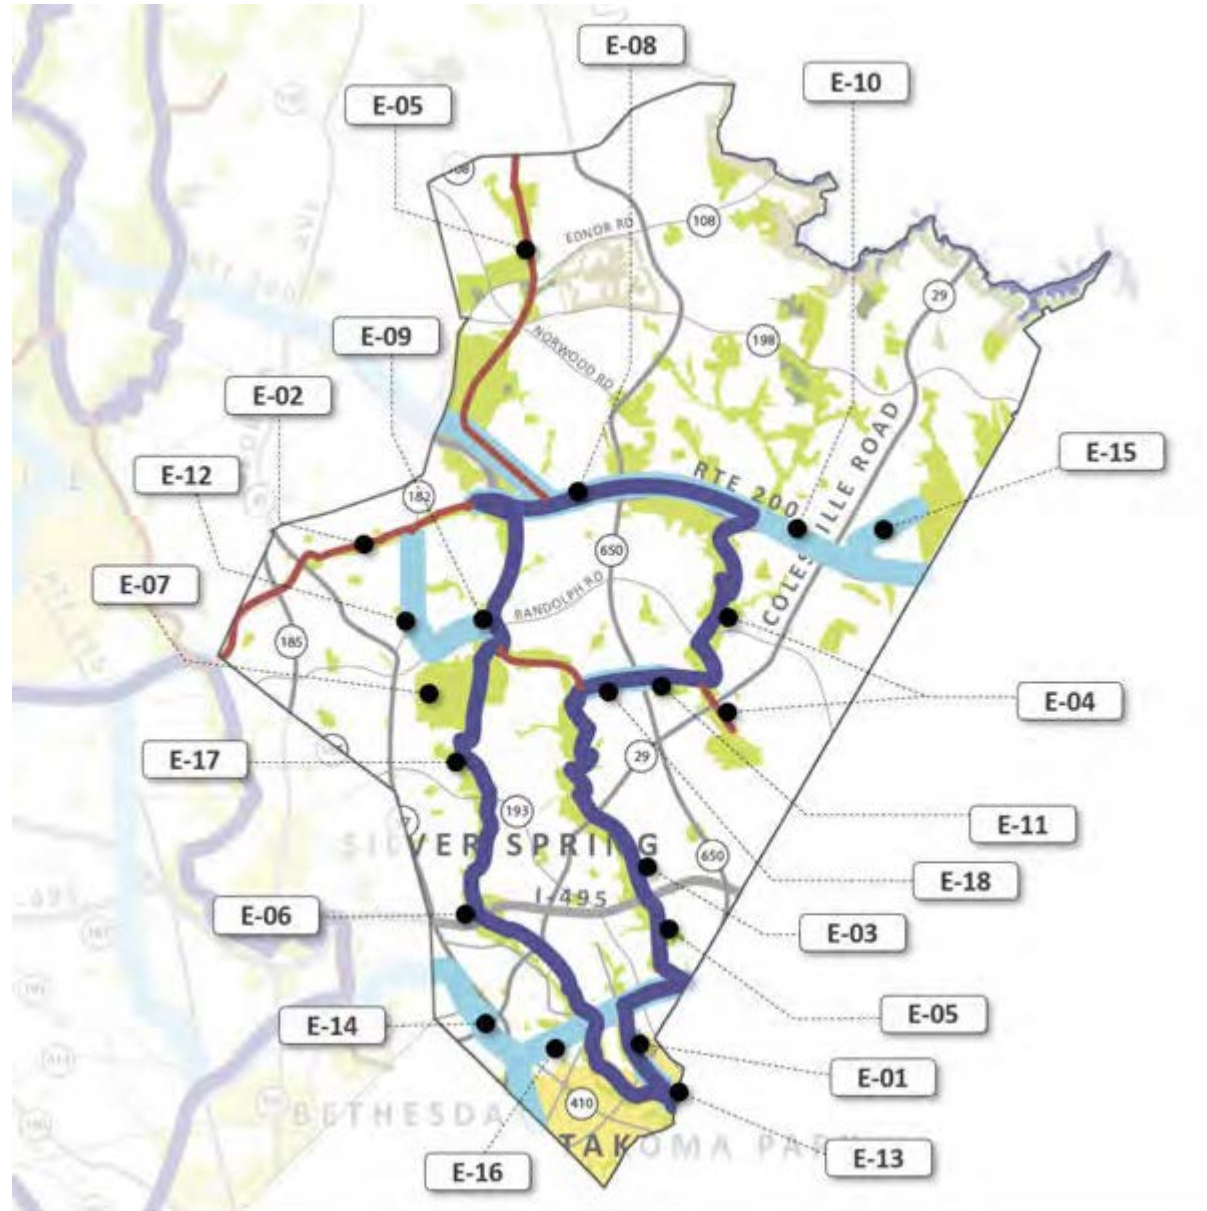 E-08
E-10
E-05
108
EDNOR RD
29
E-09
NORWOOD RD
198
E-02
COLESVILLE ROAD
E-15
E-12
182
RTE 200
650
E-07
RANDOLPH RD
185
E-04
E-17
29
193
E-11
SILVER SPRING
650
E-18
I-495
E-06
E-03
E-14
E-05
E-01
410
BETHESDA
TAKOMA PARK
E-16
E-13